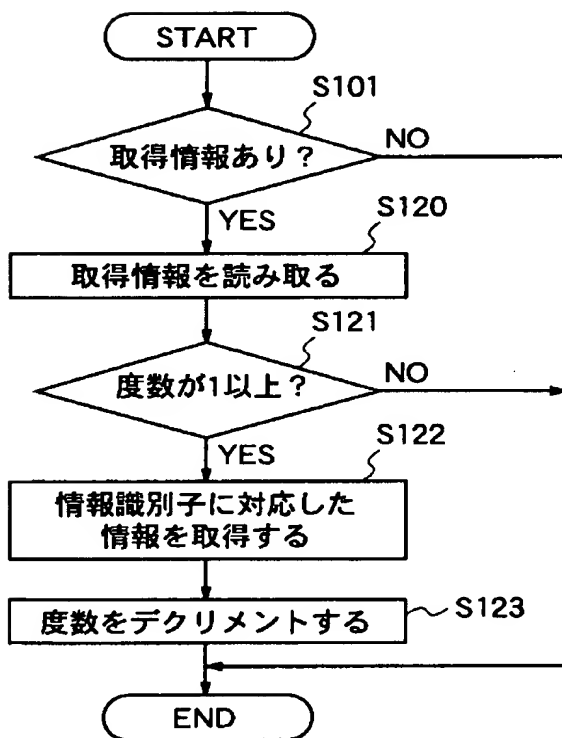 START
S101
取得情報あり？
NO
YES
S120
取得情報を読み取る
S121
度数が1以上？
NO
YES
S122
情報識別子に対応した
情報を取得する
度数をデクリメントする
S123
END